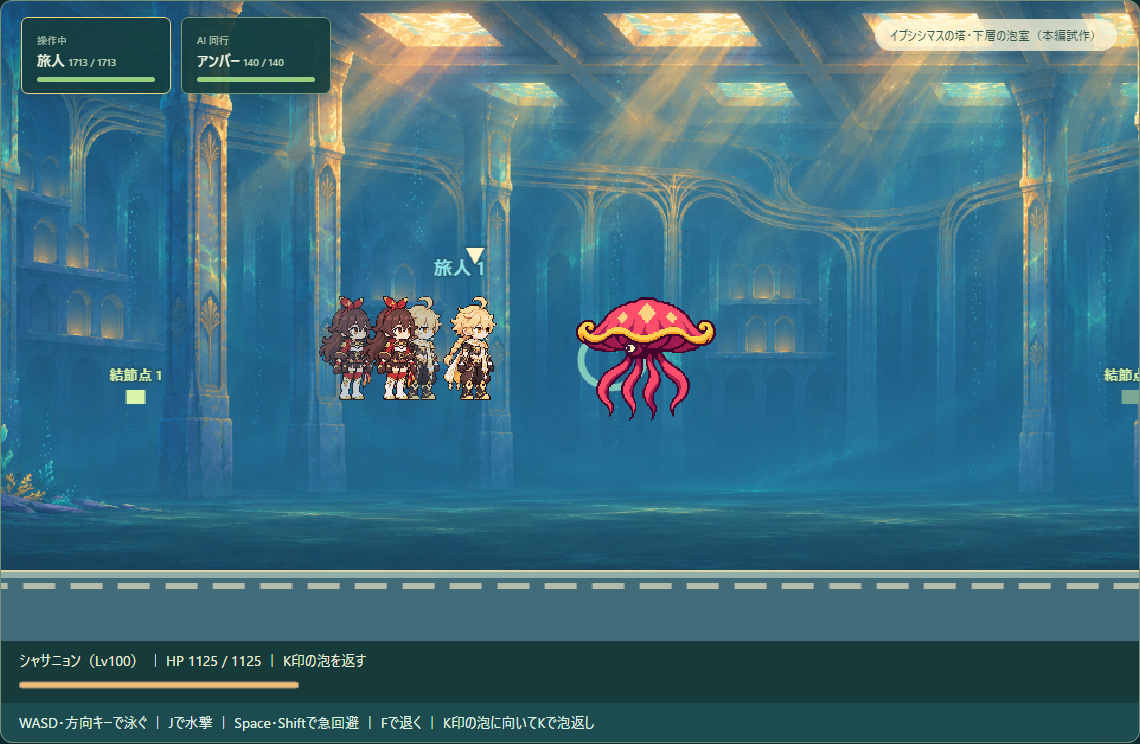 操作中
旅人 1713 / 1713
AI 同行
アンバー 140 / 140
イプシシマスの塔・下層の泡室（本編試作）
旅人 1
結節点 1
結節点
シャサニョン（Lv100） | HP 1125 / 1125 | K印の泡を返す
WASD・方向キーで泳ぐ | Jで水撃 | Space・Shiftで急回避 | Fで退く | K印の泡に向いてKで泡返し